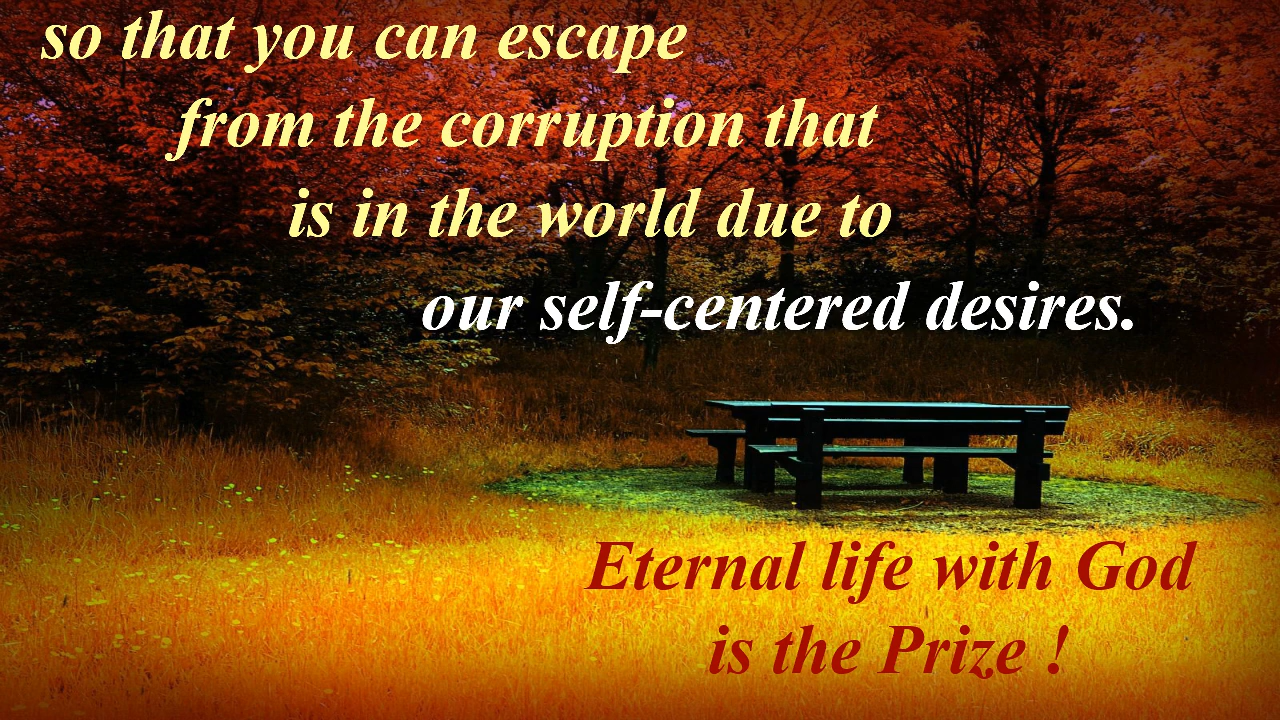 so that you can escape
from the corruption that
is in the world due to
our self-centered desires.
Eternal life with God
is the Prize !